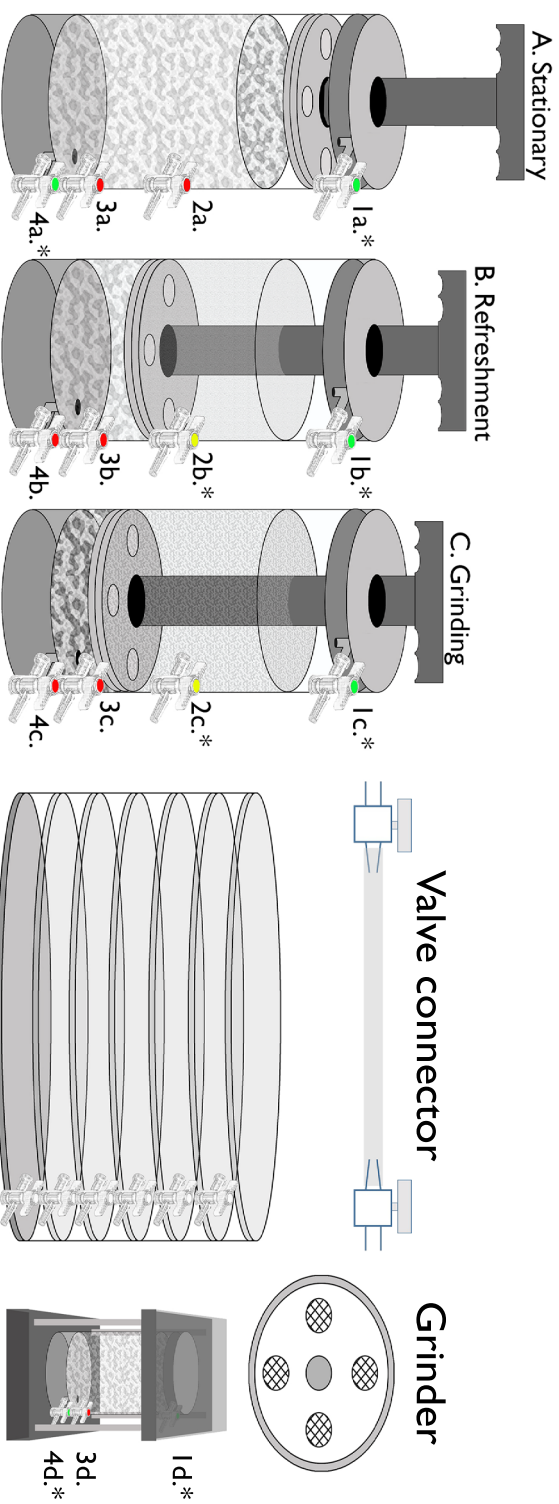 A. Stationary
1a.*
2a.
3a.
4a.*
B. Refreshment
1b.*
2b.*
3b.
4b.
C. Grinding
1c.*
2c.*
3c.
4c.
Valve connector
Grinder
1d.*
3d.
4d.*